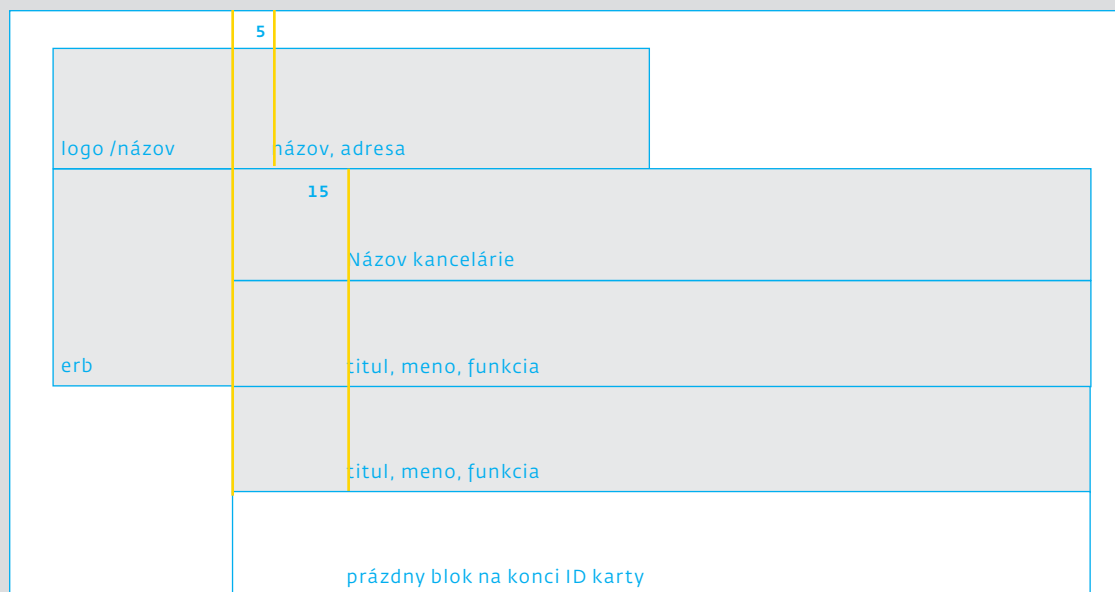 5
logo /názov
názov, adresa
15
Názov kancelárie
erb
titul, meno, funkcia
titul, meno, funkcia
prázdny blok na konci ID karty